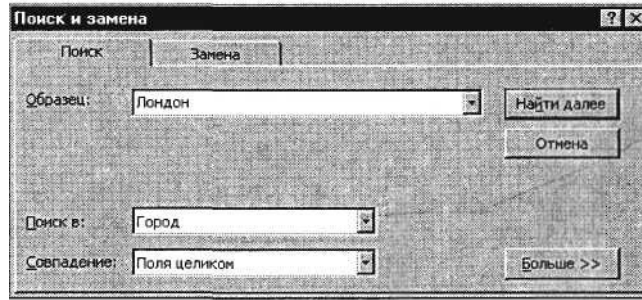 Поиск и замена
Поиск
Замена
Образец:
Лондон
Найти далее
Отмена
Поиск в:
Город
Совпадение:
Поля целиком
Больше >>